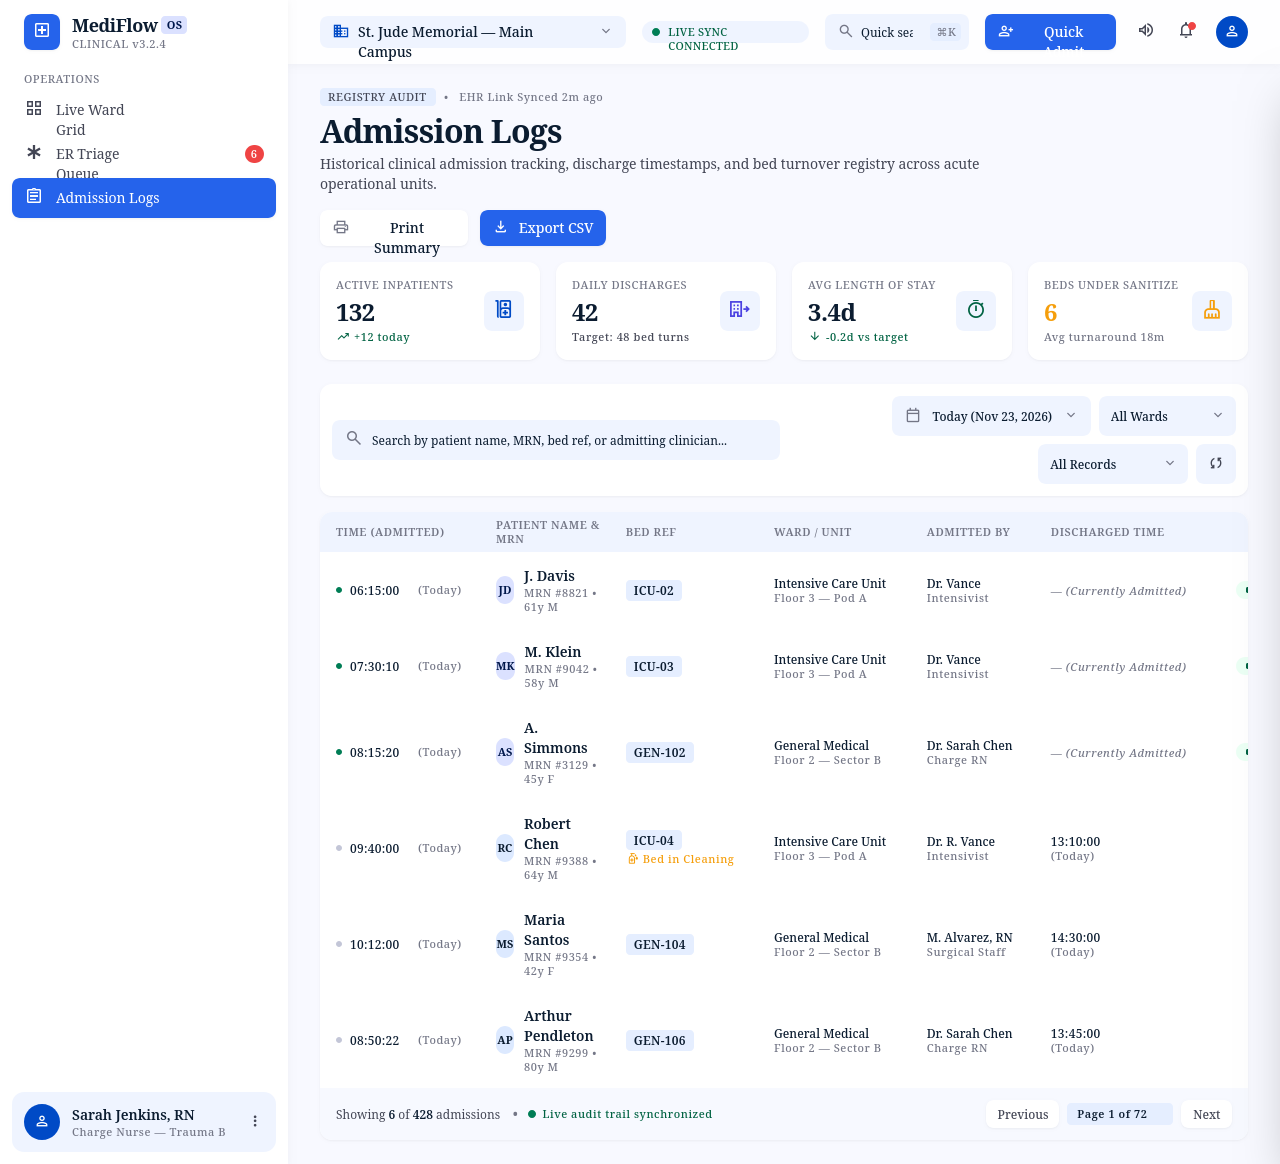 MediFlow OS
CLINICAL v3.2.4
OPERATIONS
Live Ward
Grid
ER Triage
Queue
6
Admission Logs
Sarah Jenkins, RN
Charge Nurse — Trauma B
St. Jude Memorial — Main
Campus
LIVE SYNC
CONNECTED
Quick
⌘K
Quick
Admit
REGISTRY AUDIT • EHR Link Synced 2m ago
Admission Logs
Historical clinical admission tracking, discharge timestamps, and bed turnover registry across acute
operational units.
Print
Summary
Export CSV
ACTIVE INPATIENTS
132
+12 today
DAILY DISCHARGES
42
Target: 48 bed turns
AVG LENGTH OF STAY
3.4d
-0.2d vs target
BEDS UNDER SANITIZE
6
Avg turnaround 18m
Search by patient name, MRN, bed ref, or admitting clinician...
Today (Nov 23, 2026)
All Wards
All Records
TIME (ADMITTED) PATIENT NAME & MRN BED REF WARD / UNIT ADMITTED BY DISCHARGED TIME
06:15:00 (Today)
JD
J. Davis
MRN #8821 •
61y M
ICU-02
Intensive Care Unit
Floor 3 — Pod A
Dr. Vance
Intensivist
— (Currently Admitted)
07:30:10 (Today)
MK
M. Klein
MRN #9042 •
58y M
ICU-03
Intensive Care Unit
Floor 3 — Pod A
Dr. Vance
Intensivist
— (Currently Admitted)
08:15:20 (Today)
AS
A.
Simmons
MRN #3129 •
45y F
GEN-102
General Medical
Floor 2 — Sector B
Dr. Sarah Chen
Charge RN
— (Currently Admitted)
09:40:00 (Today)
RC
Robert
Chen
MRN #9388 •
64y M
ICU-04
Bed in Cleaning
Intensive Care Unit
Floor 3 — Pod A
Dr. R. Vance
Intensivist
13:10:00
(Today)
10:12:00 (Today)
MS
Maria
Santos
MRN #9354 •
42y F
GEN-104
General Medical
Floor 2 — Sector B
M. Alvarez, RN
Surgical Staff
14:30:00
(Today)
08:50:22 (Today)
AP
Arthur
Pendleton
MRN #9299 •
80y M
GEN-106
General Medical
Floor 2 — Sector B
Dr. Sarah Chen
Charge RN
13:45:00
(Today)
Showing 6 of 428 admissions • Live audit trail synchronized
Previous
Page 1 of 72
Next